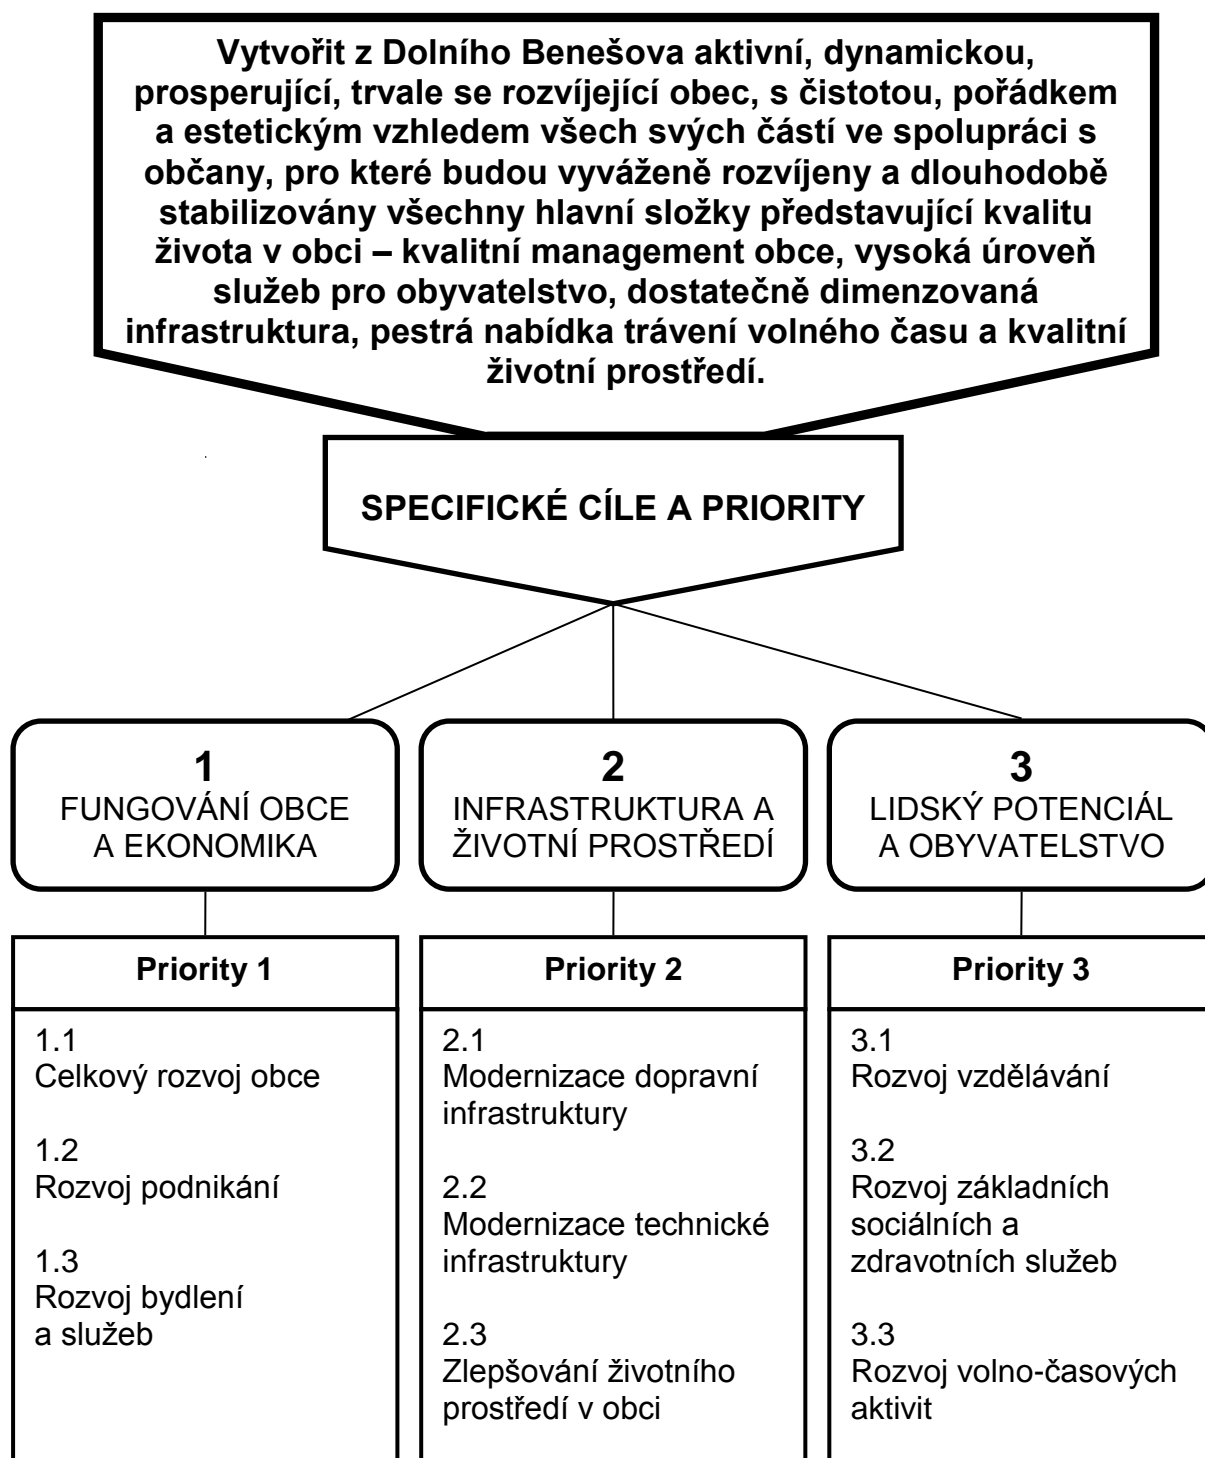 Vytvořit z Dolního Benešova aktivní, dynamickou,
prosperující, trvale se rozvíjející obec, s čistotou, pořádkem
a estetickým vzhledem všech svých částí ve spolupráci s
občany, pro které budou vyváženě rozvíjeny a dlouhodobě
stabilizovány všechny hlavní složky představující kvalitu
života v obci – kvalitní management obce, vysoká úroveň
služeb pro obyvatelstvo, dostatečně dimenzovaná
infrastruktura, pestrá nabídka trávení volného času a kvalitní
životní prostředí.
SPECIFICKÉ CÍLE A PRIORITY
1
FUNGOVÁNÍ OBCE
A EKONOMIKA
2
INFRASTRUKTURA A
ŽIVOTNÍ PROSTŘEDÍ
3
LIDSKÝ POTENCIÁL
A OBYVATELSTVO
Priority 1
1.1
Celkový rozvoj obce
1.2
Rozvoj podnikání
1.3
Rozvoj bydlení
a služeb
Priority 2
2.1
Modernizace dopravní
infrastruktury
2.2
Modernizace technické
infrastruktury
2.3
Zlepšování životního
prostředí v obci
Priority 3
3.1
Rozvoj vzdělávání
3.2
Rozvoj základních
sociálních a
zdravotních služeb
3.3
Rozvoj volno-časových
aktivit